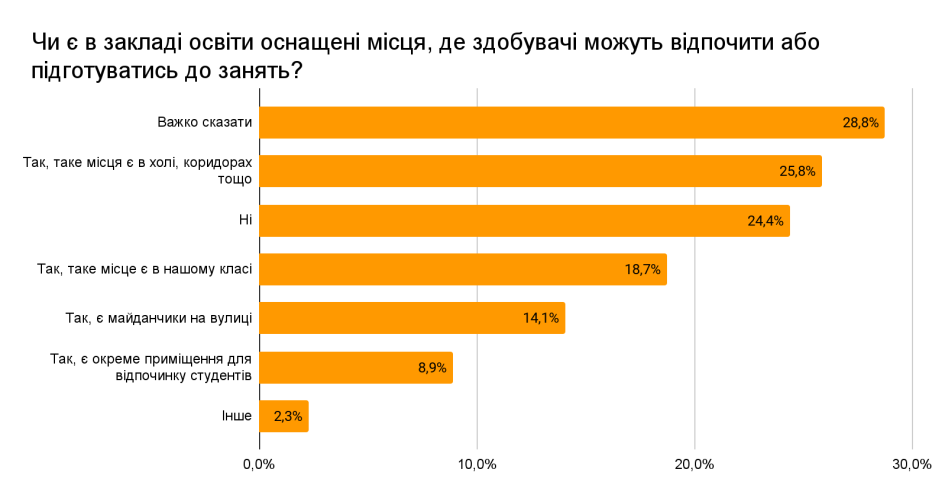 Чи є в закладі освіти оснащені місця, де здобувачі можуть відпочити або
підготуватись до занять?
Важко сказати
28,8%
Так, таке місця є в холі, коридорах
тощо
25,8%
Ні
24,4%
Так, таке місце є в нашому класі
18,7%
Так, є майданчики на вулиці
14,1%
Так, є окреме приміщення для
відпочинку студентів
8,9%
Інше
2,3%
0,0%
10,0%
20,0%
30,0%